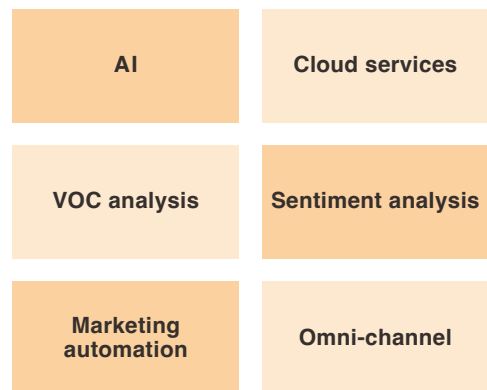 AI
Cloud services
VOC analysis
Sentiment analysis
Marketing
automation
Omni-channel